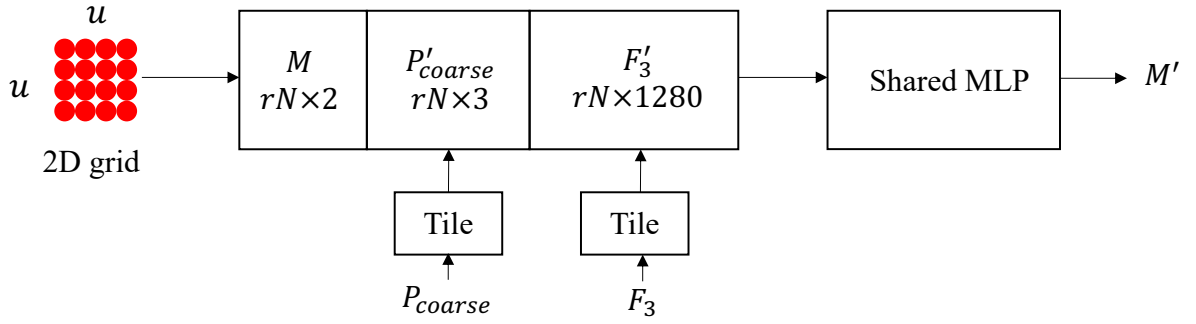 u
u
2D grid
M
rN×2
P'coarse
rN×3
F'3
rN×1280
Shared MLP
M'
Tile
Tile
Pcoarse
F3